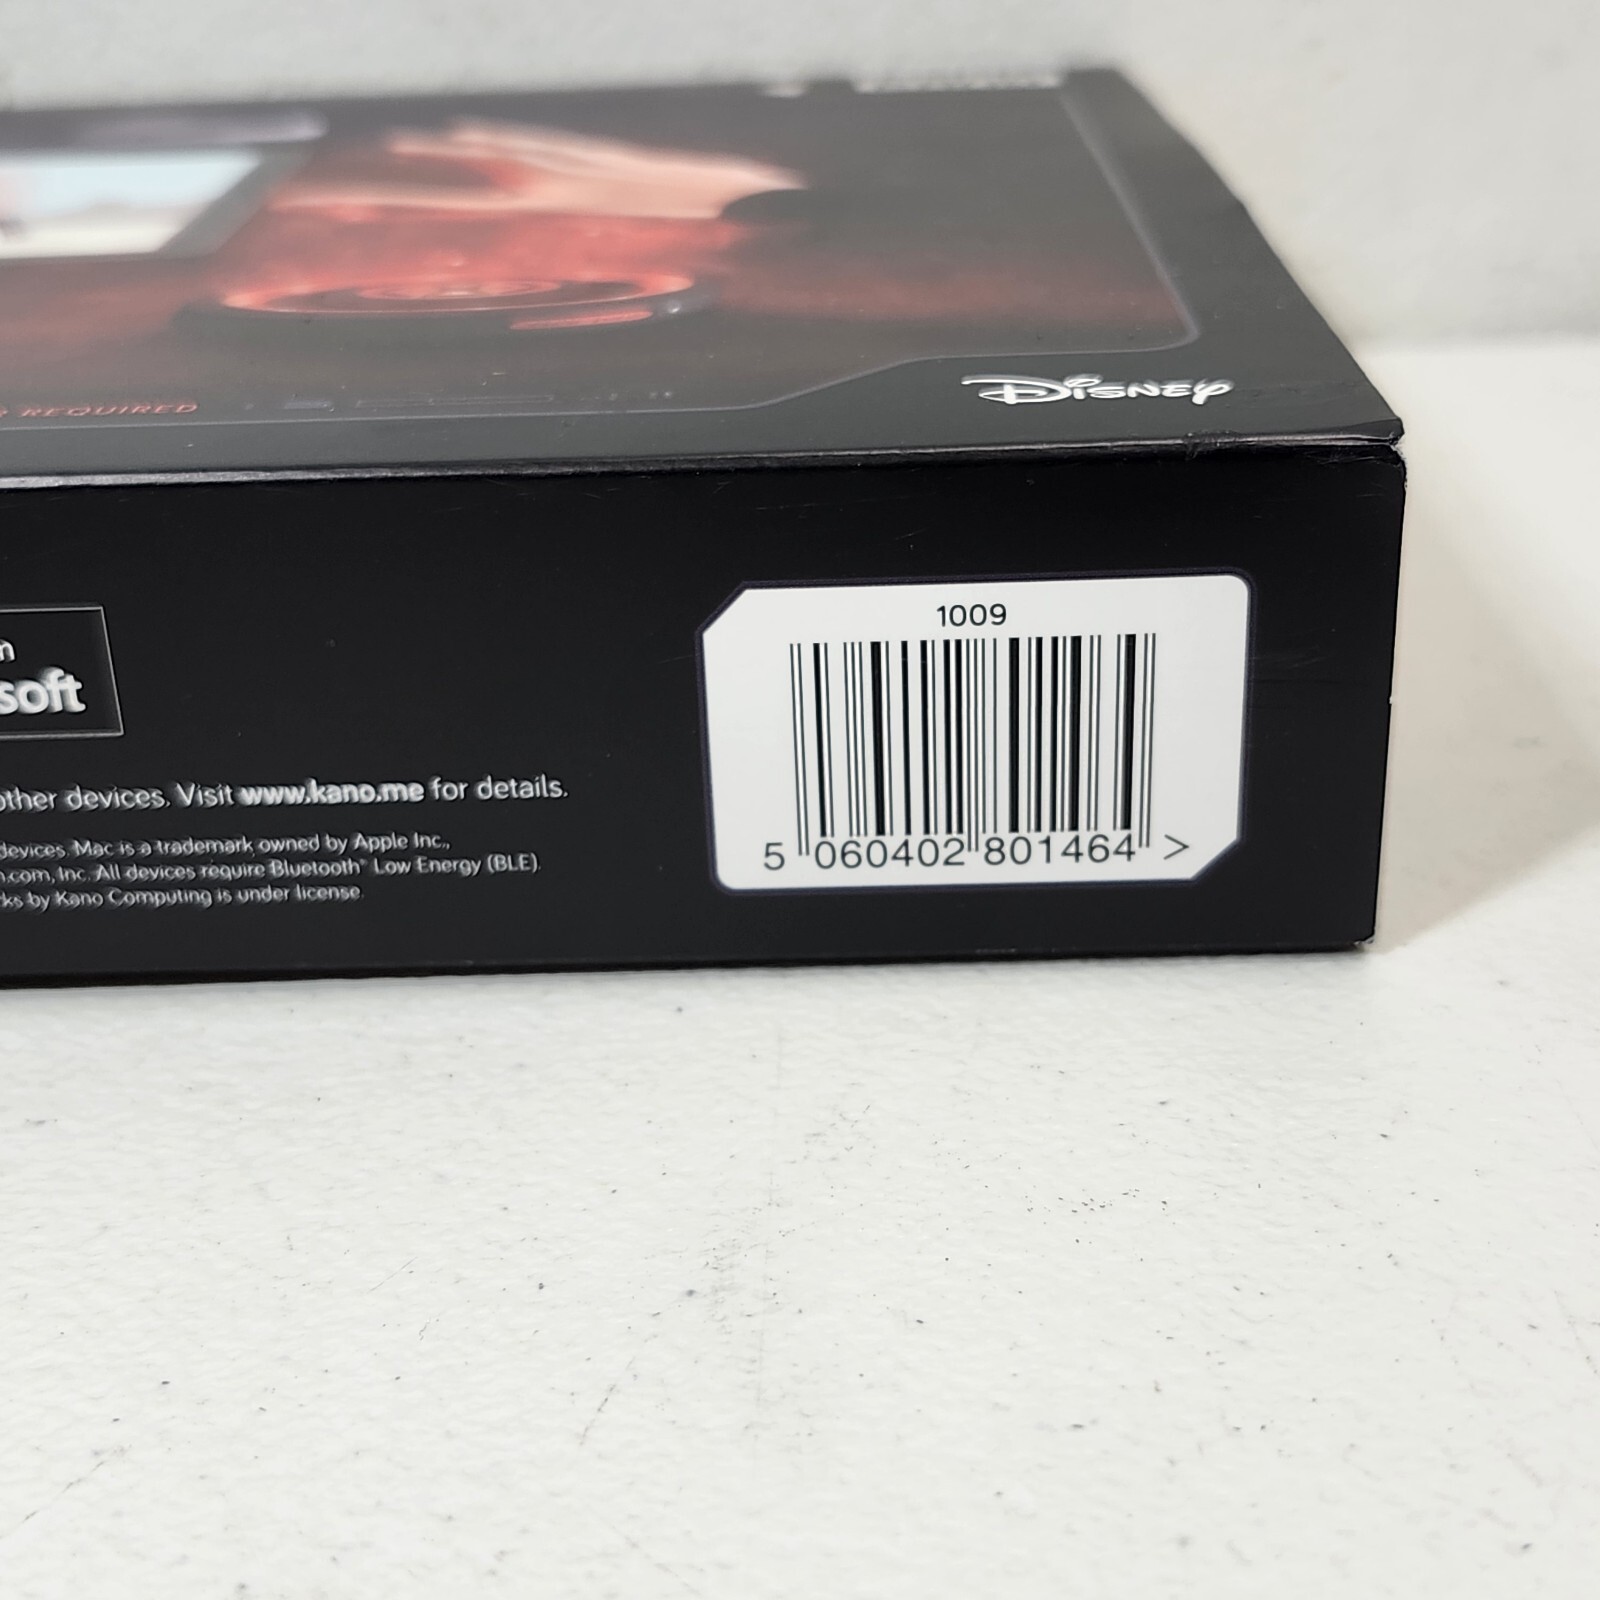 REQUIRED
Disney
1009
soft
other devices. Visit www.kano.me for details.
devices. Mac is a trademark owned by Apple Inc.,
n.com, Inc. All devices require Bluetooth® Low Energy (BLE).
ks by Kano Computing is under license.
5 060402 801464 >